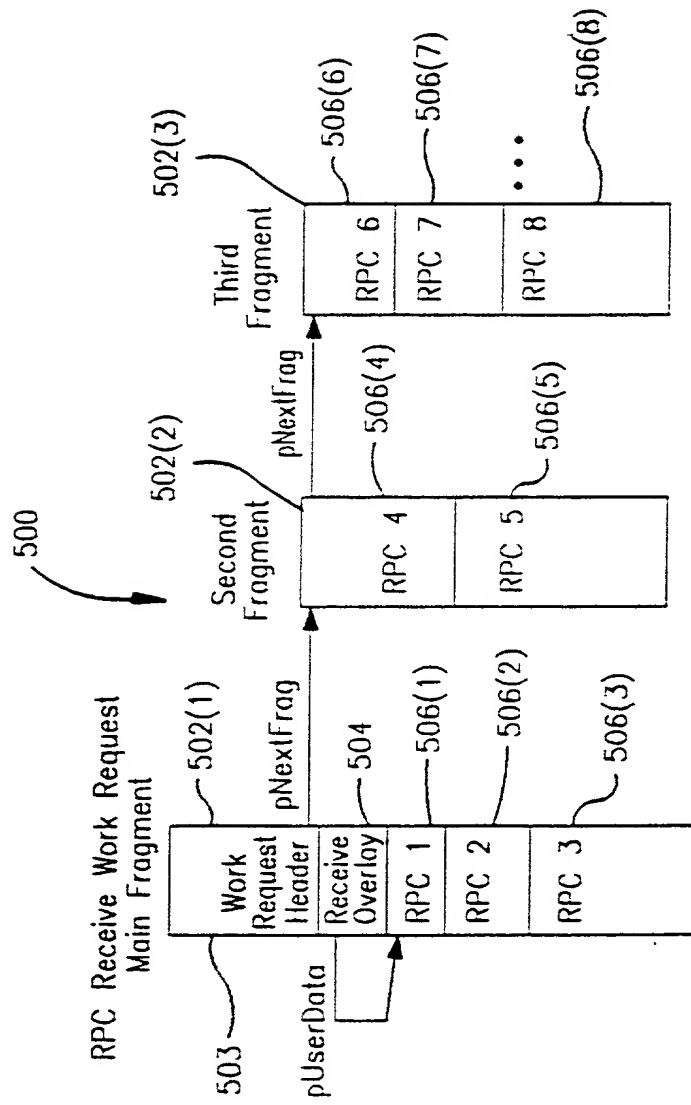 500
RPC Receive Work Request
Main Fragment
502(1)
503
Work
Request
Header
pNextFrag
Receive
Overlay
504
pUserData
RPC 1
506(1)
RPC 2
506(2)
RPC 3
506(3)
Second
Fragment
502(2)
pNextFrag
RPC 4
506(4)
RPC 5
506(5)
Third
Fragment
502(3)
RPC 6
506(6)
RPC 7
506(7)
RPC 8
506(8)